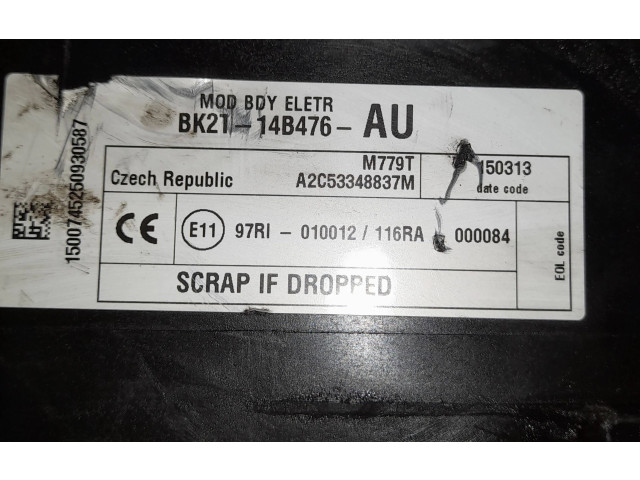 MOD BDY ELETR
BK2T-14B476-AU
M779T
Czech Republic A2C53348837M
150313
date code
CE E11 97RI - 010012 / 116RA 000084
EOL code
SCRAP IF DROPPED
1500745250930587